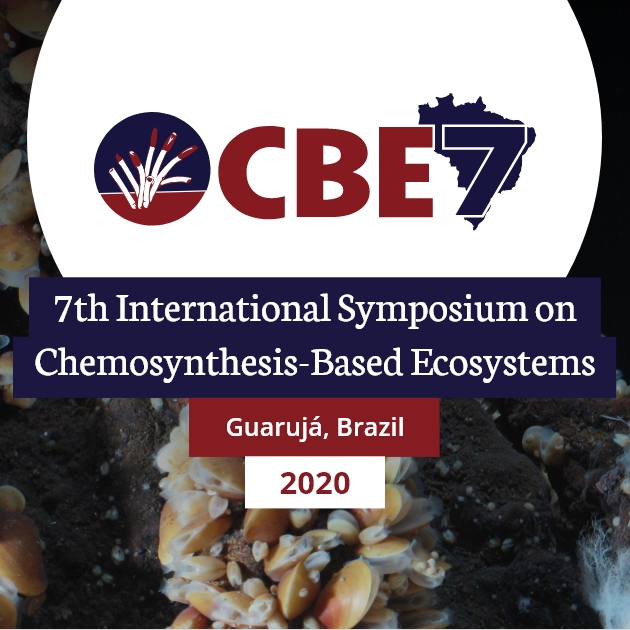 CBE7
7th International Symposium on
Chemosynthesis-Based Ecosystems
Guarujá, Brazil
2020